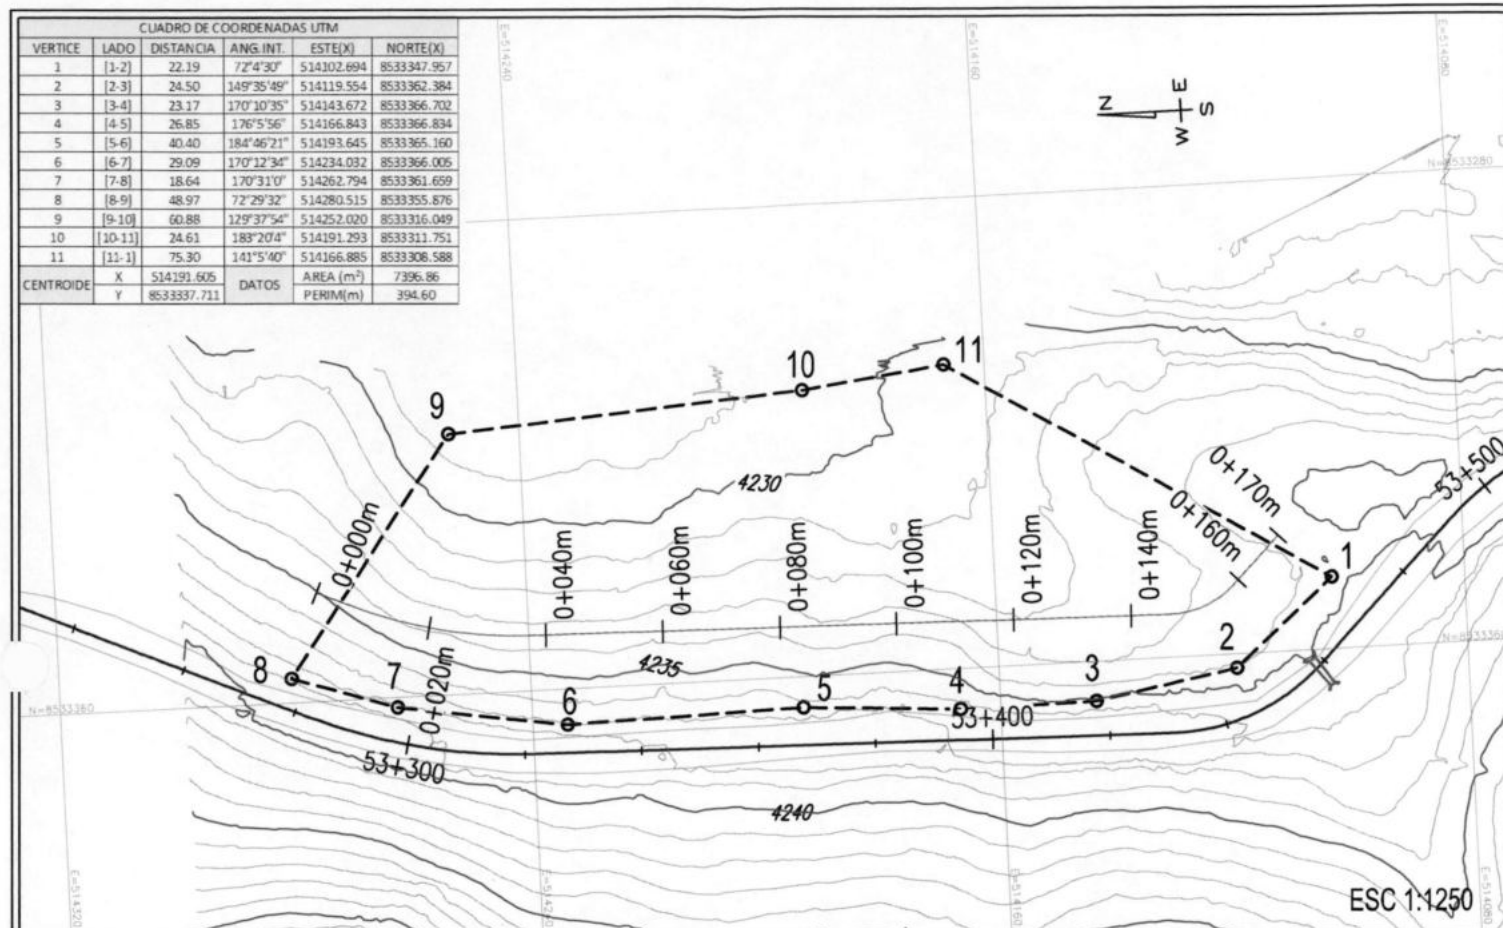 CUADRO DE COORDENADAS UTM
VERTICE LADO DISTANCIA ANG.INT. ESTE(X) NORTE(X)
1 [1-2] 22.19 72°4'30" 514102.694 8533347.957
2 [2-3] 24.50 149°35'49" 514119.554 8533362.384
3 [3-4] 23.17 170°10'35" 514143.672 8533366.702
4 [4-5] 26.85 176°5'56" 514166.843 8533366.834
5 [5-6] 40.40 184°46'21" 514193.645 8533365.160
6 [6-7] 29.09 170°12'34" 514234.032 8533366.005
7 [7-8] 18.64 170°31'0" 514262.794 8533361.659
8 [8-9] 48.97 72°29'32" 514280.515 8533355.876
9 [9-10] 60.88 129°37'54" 514252.020 8533316.049
10 [10-11] 24.61 183°20'4" 514191.293 8533311.751
11 [11-1] 75.30 141°5'40" 514166.885 8533308.588
CENTROIDE X 514191.605 DATOS AREA (m²) 7396.86
Y 8533337.711 PERIM(m) 394.60
E=514240
E=514160
E=514080
N E
W S
N=8533280
11
10
9
4230
0+170m
0+160m
53+500
0+000m
0+040m
0+060m
0+080m
0+100m
0+120m
0+140m
1
N=8533360
2
4235
8
7
0+020m
6
5
4
3
N=8533360
53+400
53+300
4240
E=514320
E=514240
E=514160
E=514080
ESC 1:1250